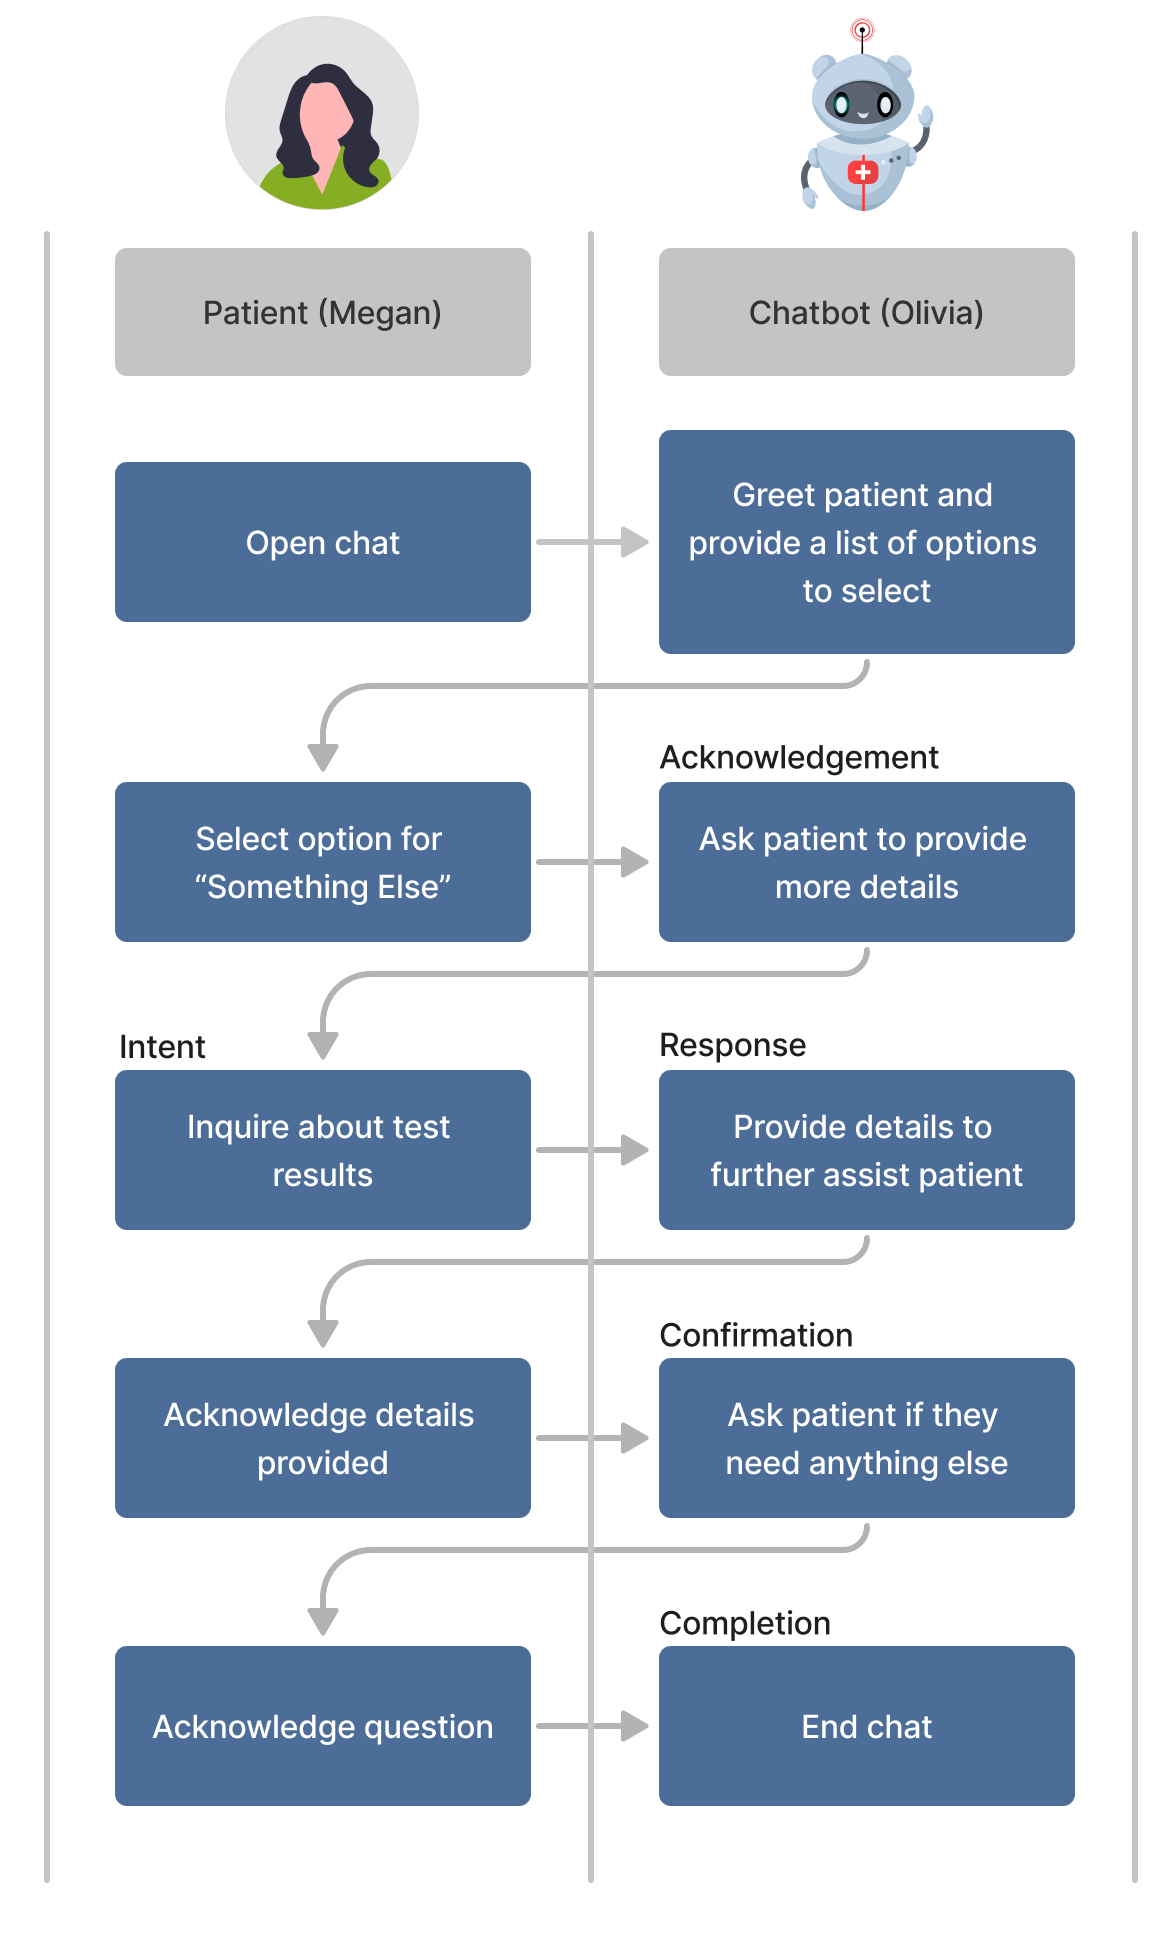 Patient (Megan)
Chatbot (Olivia)
Open chat
Greet patient and
provide a list of options
to select
Select option for
“Something Else”
Acknowledgement
Ask patient to provide
more details
Intent
Inquire about test
results
Response
Provide details to
further assist patient
Acknowledge details
provided
Confirmation
Ask patient if they
need anything else
Acknowledge question
Completion
End chat